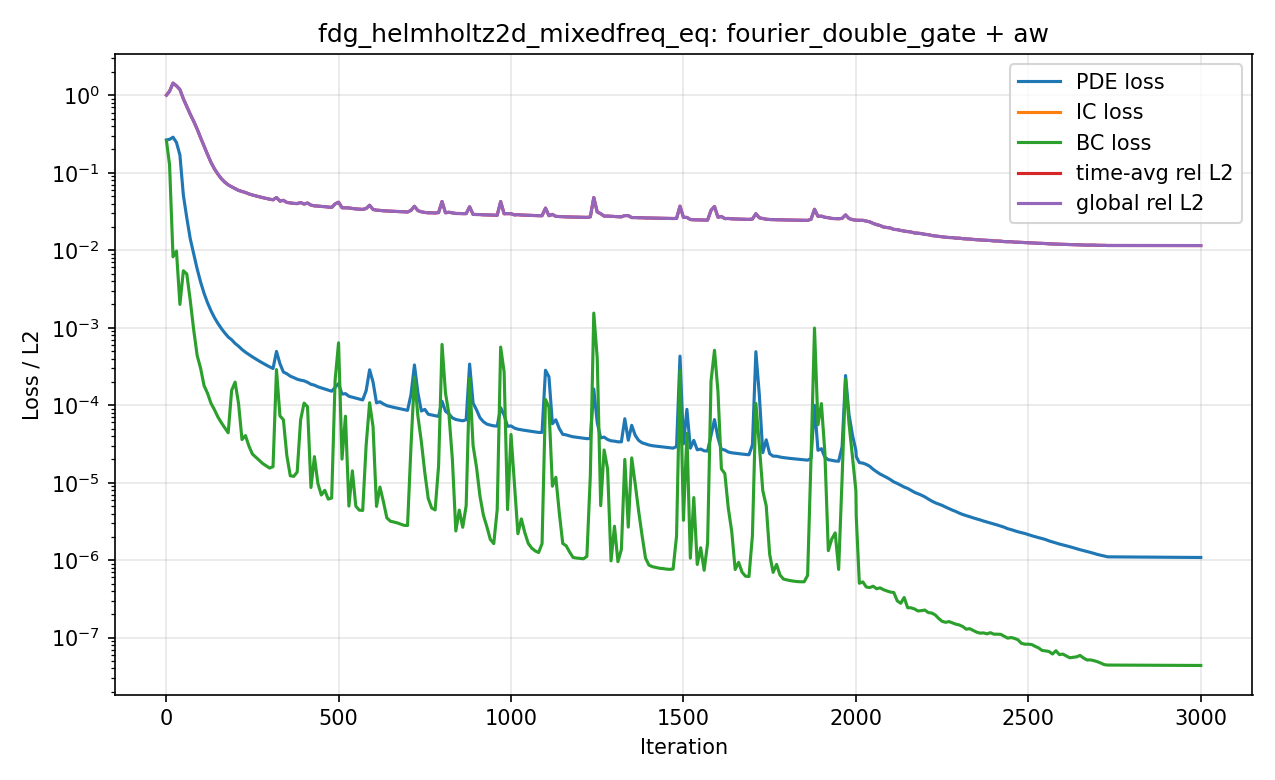 fdg_helmholtz2d_mixedfreq_eq: fourier_double_gate + aw
PDE loss
IC loss
BC loss
time-avg rel L2
global rel L2
Loss / L2
10⁰
10⁻¹
10⁻²
10⁻³
10⁻⁴
10⁻⁵
10⁻⁶
10⁻⁷
0 500 1000 1500 2000 2500 3000
Iteration